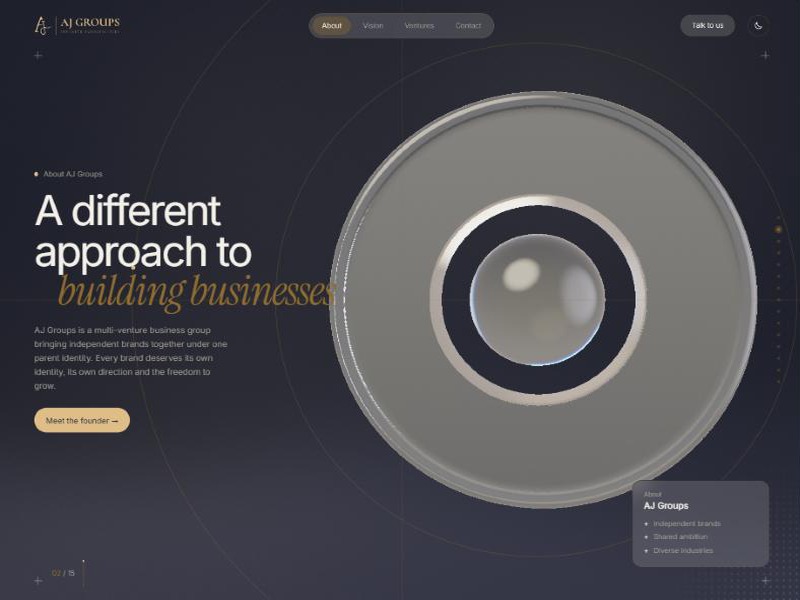 AJ GROUPS
About
Vision
Ventures
Contact
Talk to us
About AJ Groups
A different
approach to
building businesses
AJ Groups is a multi-venture business group
bringing independent brands together under one
parent identity. Every brand deserves its own
identity, its own direction and the freedom to
grow.
Meet the founder →
About
AJ Groups
Independent brands
Shared ambition
Diverse industries
02 / 15